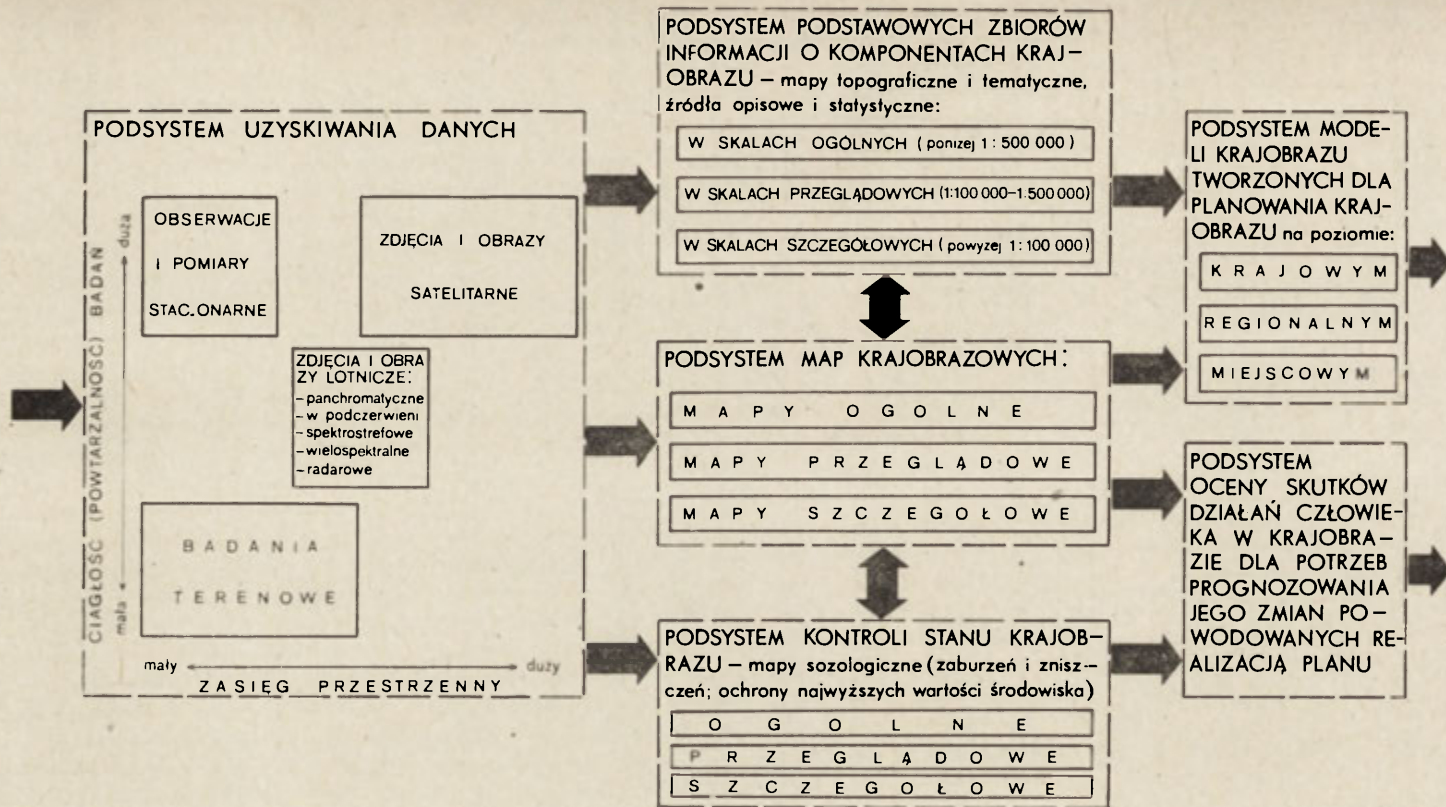 PODSYSTEM UZYSKIWANIA DANYCH
CIĄGŁOŚĆ (POWTARZALNOŚĆ) BADAŃ
mała
duża
OBSERWACJE
I POMIARY
STAC.ONARNE
ZDJĘCIA I OBRAZY
SATELITARNE
ZDJĘCIA I OBRA
ZY LOTNICZE:
- panchromatyczne
- w podczerwieni
- spektrostrefowe
- wielospektralne
- radarowe
BADANIA
TERENOWE
mały
duży
ZASIĘG PRZESTRZENNY
PODSYSTEM PODSTAWOWYCH ZBIORÓW
INFORMACJI O KOMPONENTACH KRAJ–
OBRAZU – mapy topograficzne i tematyczne,
źródła opisowe i statystyczne:
W SKALACH OGÓLNYCH (poniżej 1 : 500 000)
W SKALACH PRZEGLĄDOWYCH (1:100 000–1.500 000)
W SKALACH SZCZEGÓŁOWYCH (powyżej 1 : 100 000)
PODSYSTEM MAP KRAJOBRAZOWYCH:
MAPY OGOLNE
MAPY PRZEGLĄDOWE
MAPY SZCZEGOŁOWE
PODSYSTEM KONTROLI STANU KRAJOB–
RAZU – mapy sozologiczne (zaburzeń i znisz–
czeń; ochrony najwyższych wartości środowiska)
OGOLNE
PRZEGLĄDOWE
SZCZEGOŁOWE
PODSYSTEM MODE-
LI KRAJOBRAZU
TWORZONYCH DLA
PLANOWANIA KRAJ-
OBRAZU na poziomie:
KRAJOWYM
REGIONALNYM
MIEJSCOWYM
PODSYSTEM
OCENY SKUTKÓW
DZIAŁAŃ CZŁOWIE-
KA W KRAJOBRA–
ZIE DLA POTRZEB
PROGNOZOWANIA
JEGO ZMIAN PO–
WODOWANYCH RE-
ALIZACJĄ PLANU